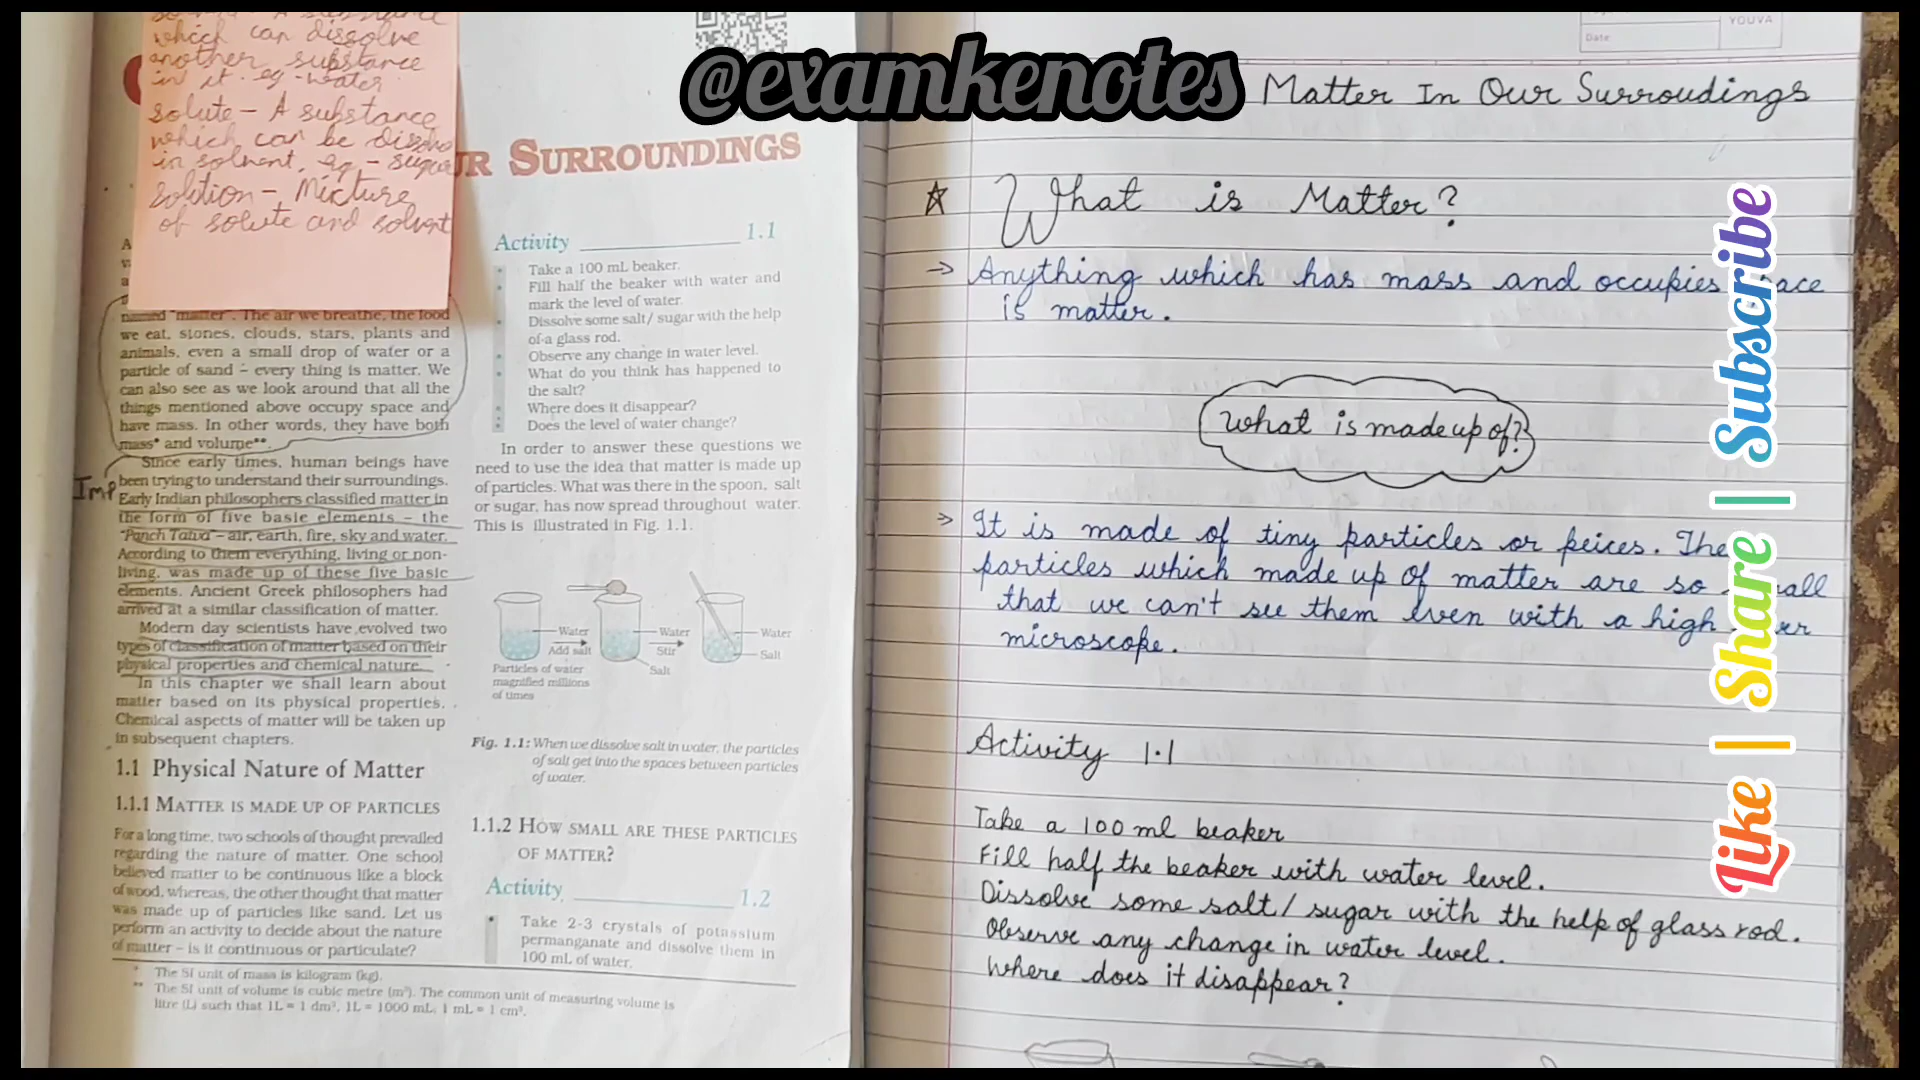 which can dissolve
another substance
in it. eg - water
solute - A substance
which can be
in solvent. eg -
Solution - Mixture
of solute and solvent
SURROUNDINGS
named "matter". The air we breathe, the food
we eat, stones, clouds, stars, plants and
animals, even a small drop of water or a
particle of sand – every thing is matter. We
can also see as we look around that all the
things mentioned above occupy space and
have mass. In other words, they have both
mass* and volume**.
Imp
Since early times, human beings have
been trying to understand their surroundings.
Early Indian philosophers classified matter in
the form of five basic elements – the
"Panch Tatva" – air, earth, fire, sky and water.
According to them everything, living or non-
living, was made up of these five basic
elements. Ancient Greek philosophers had
arrived at a similar classification of matter.
Modern day scientists have evolved two
types of classification of matter based on their
physical properties and chemical nature.
In this chapter we shall learn about
matter based on its physical properties.
Chemical aspects of matter will be taken up
in subsequent chapters.
1.1 Physical Nature of Matter
1.1.1 MATTER IS MADE UP OF PARTICLES
For a long time, two schools of thought prevailed
regarding the nature of matter. One school
believed matter to be continuous like a block
of wood, whereas, the other thought that matter
was made up of particles like sand. Let us
perform an activity to decide about the nature
of matter – is it continuous or particulate?
Activity 1.1
• Take a 100 mL beaker.
• Fill half the beaker with water and
mark the level of water.
• Dissolve some salt/ sugar with the help
of a glass rod.
• Observe any change in water level.
• What do you think has happened to
the salt?
• Where does it disappear?
• Does the level of water change?
In order to answer these questions we
need to use the idea that matter is made up
of particles. What was there in the spoon, salt
or sugar, has now spread throughout water.
This is illustrated in Fig. 1.1.
Water
Add salt
Water
Stir
Salt
Water
Salt
Particles of water
magnified millions
of times
Fig. 1.1: When we dissolve salt in water, the particles
of salt get into the spaces between particles
of water.
1.1.2 HOW SMALL ARE THESE PARTICLES
OF MATTER?
Activity 1.2
• Take 2-3 crystals of potassium
permanganate and dissolve them in
100 mL of water.
* The SI unit of mass is kilogram (kg).
** The SI unit of volume is cubic metre (m³). The common unit of measuring volume is
litre (L) such that 1L = 1 dm³, 1L = 1000 mL, 1 mL = 1 cm³.
@examkenotes
Date
YOUVA
Matter In Our Surroudings
What is Matter?
→ Anything which has mass and occupies
is matter.
What is made up of?
→ It is made of tiny particles or peices. The
particles which made up of matter are so
that we can't see them even with a high
microscope.
Activity 1.1
Take a 100 ml beaker
Fill half the beaker with water level.
Dissolve some salt/ sugar with the help of glass rod.
Observe any change in water level.
Where does it disappear?
Like | Share | Subscribe